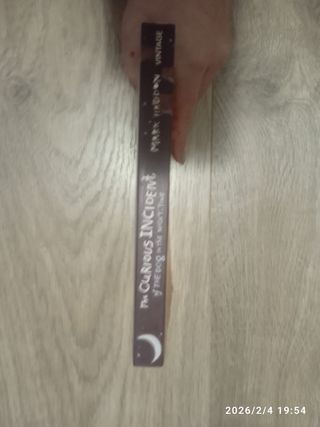 The CURIOUS INCIDENT
of THE DOG IN THE NIGHT-TIME
MARK HADDON
VINTAGE
2026/2/4 19:54